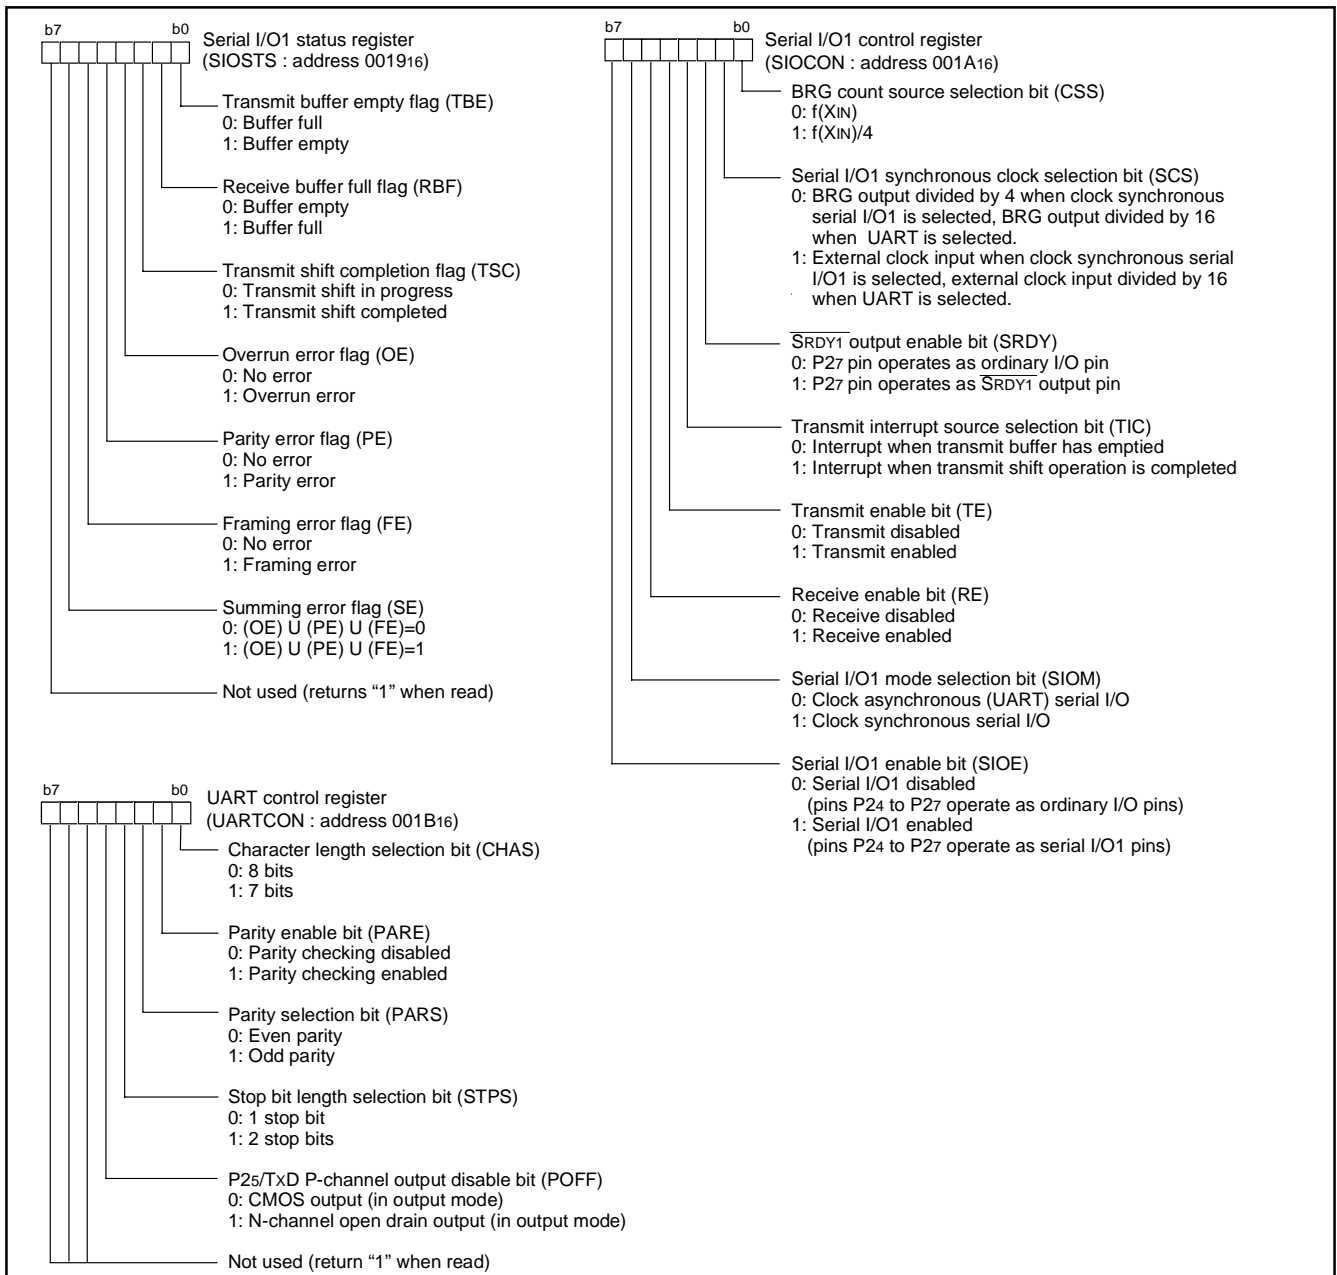 b7 b0 Serial I/O1 status register
(SIOSTS : address 001916)
Transmit buffer empty flag (TBE)
0: Buffer full
1: Buffer empty
Receive buffer full flag (RBF)
0: Buffer empty
1: Buffer full
Transmit shift completion flag (TSC)
0: Transmit shift in progress
1: Transmit shift completed
Overrun error flag (OE)
0: No error
1: Overrun error
Parity error flag (PE)
0: No error
1: Parity error
Framing error flag (FE)
0: No error
1: Framing error
Summing error flag (SE)
0: (OE) U (PE) U (FE)=0
1: (OE) U (PE) U (FE)=1
Not used (returns “1” when read)
b7 b0 UART control register
(UARTCON : address 001B16)
Character length selection bit (CHAS)
0: 8 bits
1: 7 bits
Parity enable bit (PARE)
0: Parity checking disabled
1: Parity checking enabled
Parity selection bit (PARS)
0: Even parity
1: Odd parity
Stop bit length selection bit (STPS)
0: 1 stop bit
1: 2 stop bits
P25/TXD P-channel output disable bit (POFF)
0: CMOS output (in output mode)
1: N-channel open drain output (in output mode)
Not used (return “1” when read)
b7 b0 Serial I/O1 control register
(SIOCON : address 001A16)
BRG count source selection bit (CSS)
0: f(XIN)
1: f(XIN)/4
Serial I/O1 synchronous clock selection bit (SCS)
0: BRG output divided by 4 when clock synchronous
serial I/O1 is selected, BRG output divided by 16
when UART is selected.
1: External clock input when clock synchronous serial
I/O1 is selected, external clock input divided by 16
when UART is selected.
SRDY1 output enable bit (SRDY)
0: P27 pin operates as ordinary I/O pin
1: P27 pin operates as SRDY1 output pin
Transmit interrupt source selection bit (TIC)
0: Interrupt when transmit buffer has emptied
1: Interrupt when transmit shift operation is completed
Transmit enable bit (TE)
0: Transmit disabled
1: Transmit enabled
Receive enable bit (RE)
0: Receive disabled
1: Receive enabled
Serial I/O1 mode selection bit (SIOM)
0: Clock asynchronous (UART) serial I/O
1: Clock synchronous serial I/O
Serial I/O1 enable bit (SIOE)
0: Serial I/O1 disabled
(pins P24 to P27 operate as ordinary I/O pins)
1: Serial I/O1 enabled
(pins P24 to P27 operate as serial I/O1 pins)